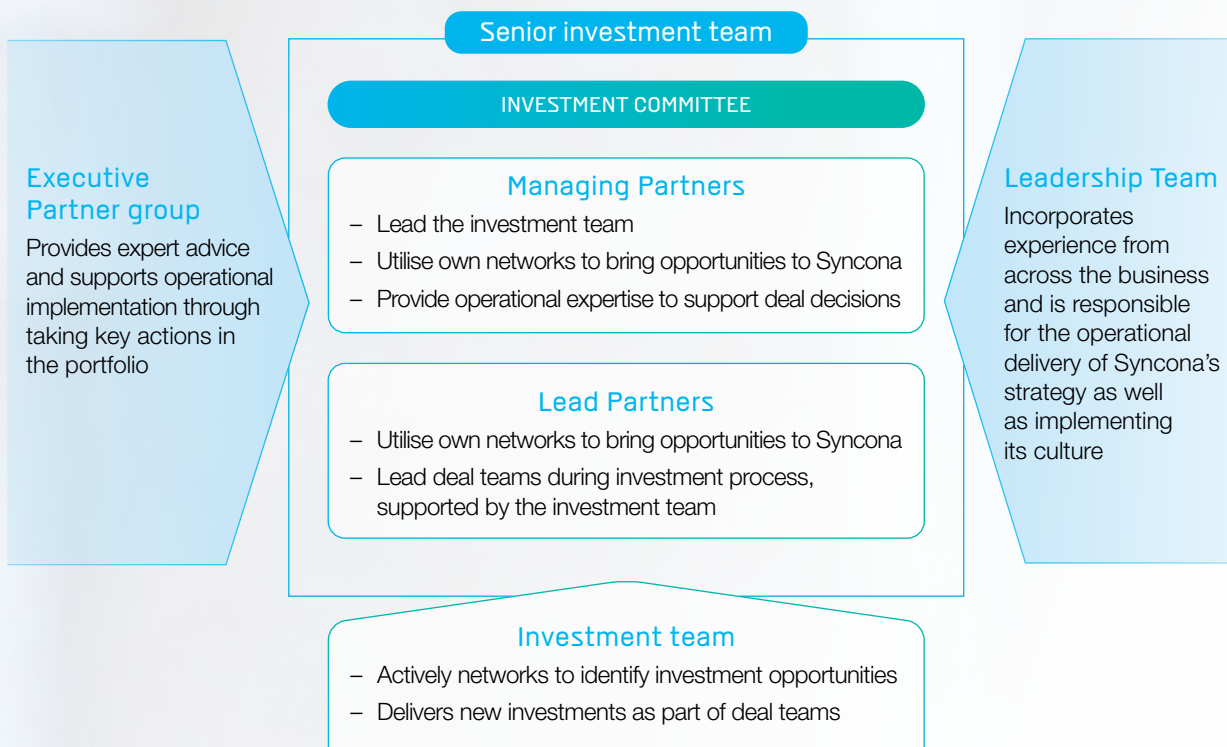 Senior investment team
INVESTMENT COMMITTEE
Executive
Partner group
Provides expert advice
and supports operational
implementation through
taking key actions in
the portfolio
Managing Partners
– Lead the investment team
– Utilise own networks to bring opportunities to Syncona
– Provide operational expertise to support deal decisions
Lead Partners
– Utilise own networks to bring opportunities to Syncona
– Lead deal teams during investment process,
supported by the investment team
Leadership Team
Incorporates
experience from
across the business
and is responsible
for the operational
delivery of Syncona’s
strategy as well
as implementing
its culture
Investment team
– Actively networks to identify investment opportunities
– Delivers new investments as part of deal teams